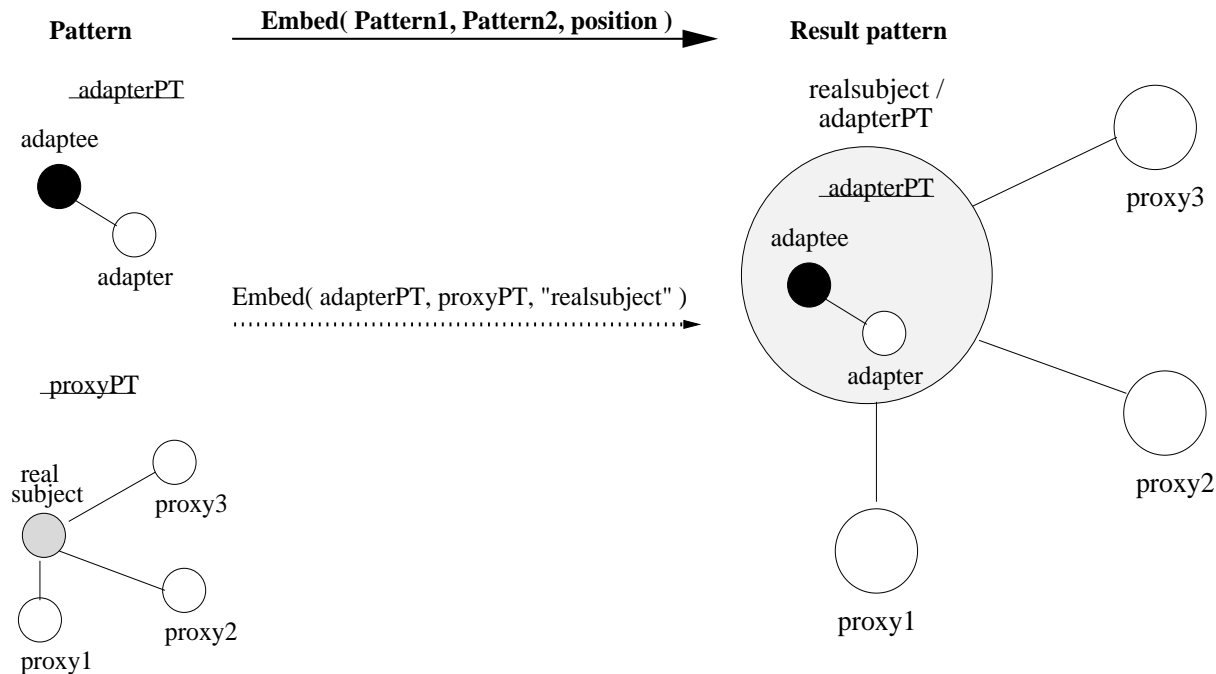 Pattern
Embed( Pattern1, Pattern2, position )
Result pattern
adapterPT
adaptee
adapter
Embed( adapterPT, proxyPT, "realsubject" )
proxyPT
real
subject
proxy3
proxy2
proxy1
realsubject /
adapterPT
adapterPT
adaptee
adapter
proxy3
proxy2
proxy1